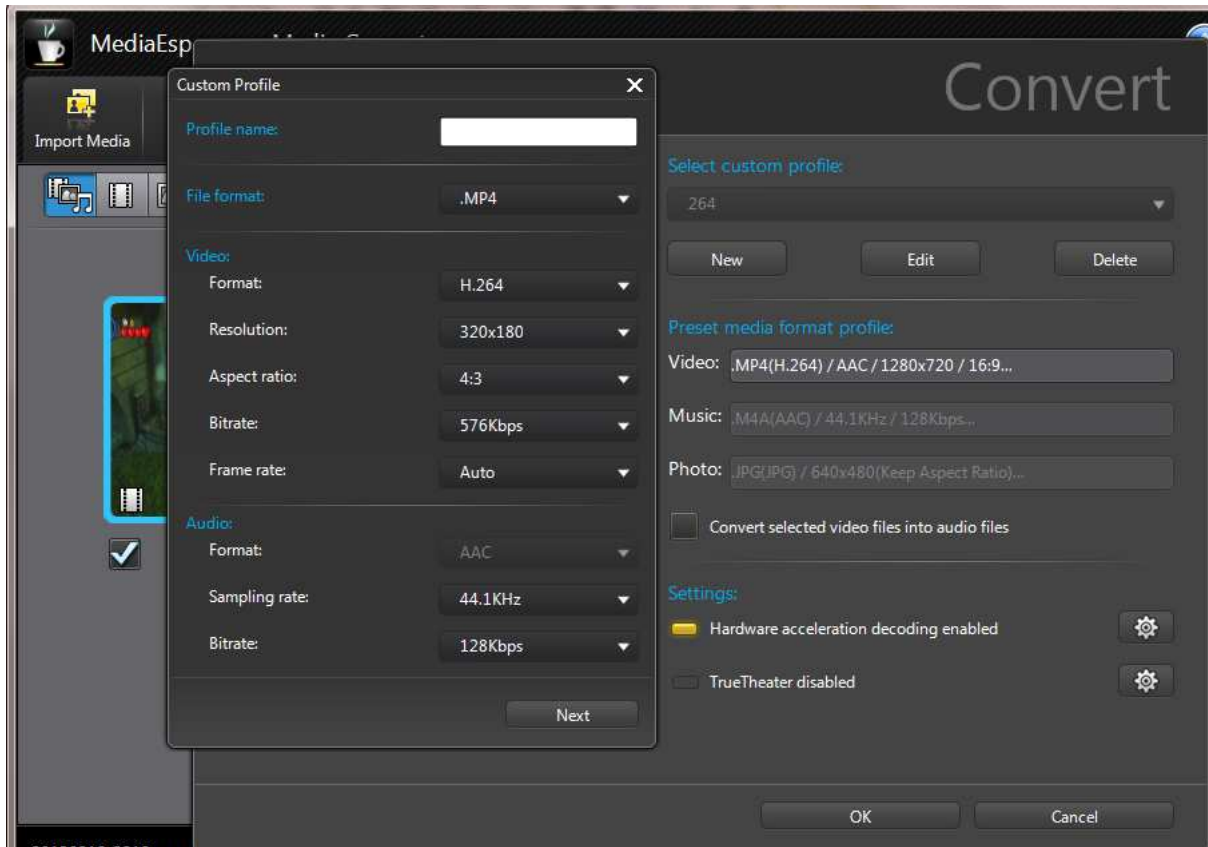 MediaEsp
Import Media
Custom Profile
Profile name:
File format: .MP4
Video:
Format: H.264
Resolution: 320x180
Aspect ratio: 4:3
Bitrate: 576Kbps
Frame rate: Auto
Audio:
Format: AAC
Sampling rate: 44.1KHz
Bitrate: 128Kbps
Next
Convert
Select custom profile:
264
New Edit Delete
Preset media format profile:
Video: .MP4(H.264) / AAC / 1280x720 / 16:9...
Music: .M4A(AAC) / 44.1KHz / 128Kbps...
Photo: .JPG(JPG) / 640x480(Keep Aspect Ratio)...
Convert selected video files into audio files
Settings:
Hardware acceleration decoding enabled
TrueTheater disabled
OK Cancel